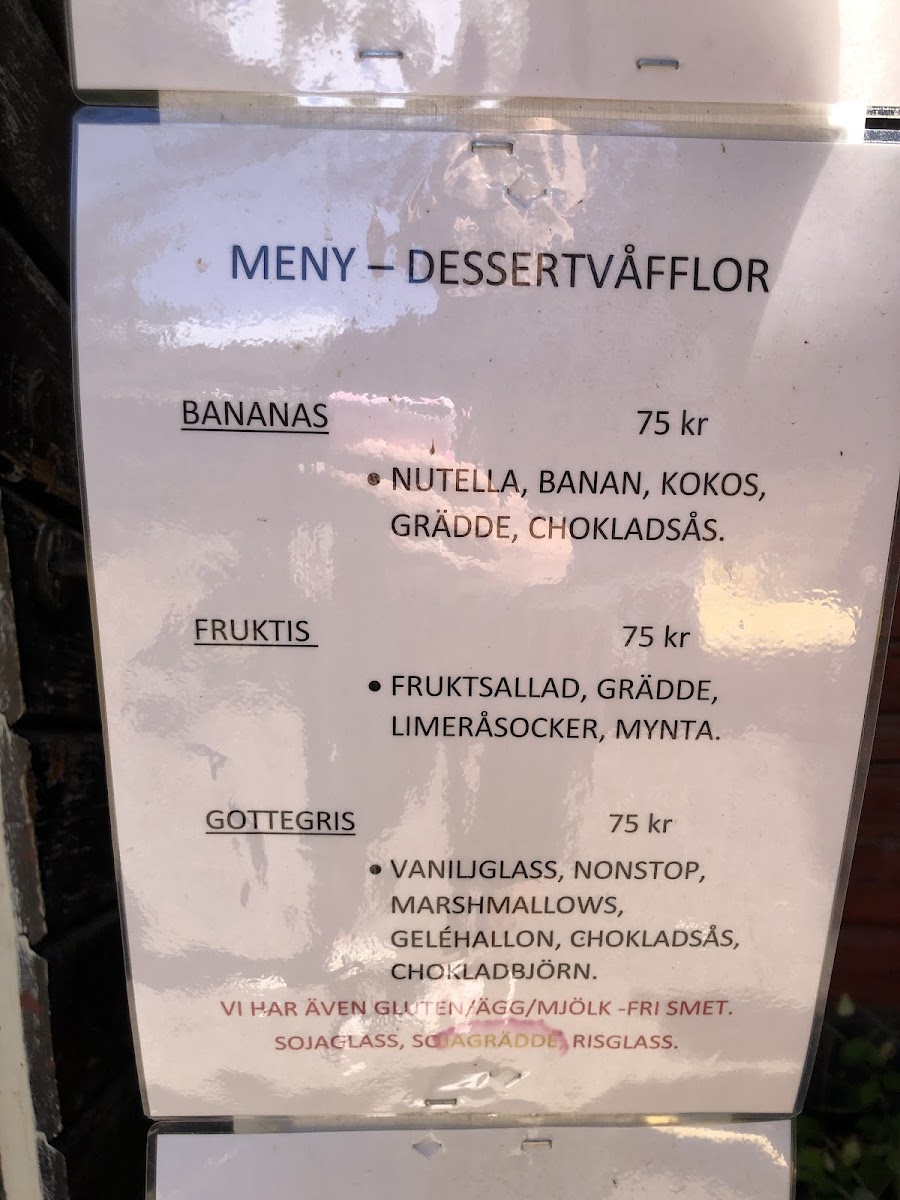 MENY – DESSERTVÅFFLOR
BANANAS 75 kr
• NUTELLA, BANAN, KOKOS,
GRÄDDE, CHOKLADSÅS.
FRUKTIS 75 kr
• FRUKTSALLAD, GRÄDDE,
LIMERÅSOCKER, MYNTA.
GOTTEGRIS 75 kr
• VANILJGLASS, NONSTOP,
MARSHMALLOWS,
GELÉHALLON, CHOKLADSÅS,
CHOKLADBJÖRN.
VI HAR ÄVEN GLUTEN/ÄGG/MJÖLK -FRI SMET.
SOJAGLASS, SOJAGRÄDDE, RISGLASS.